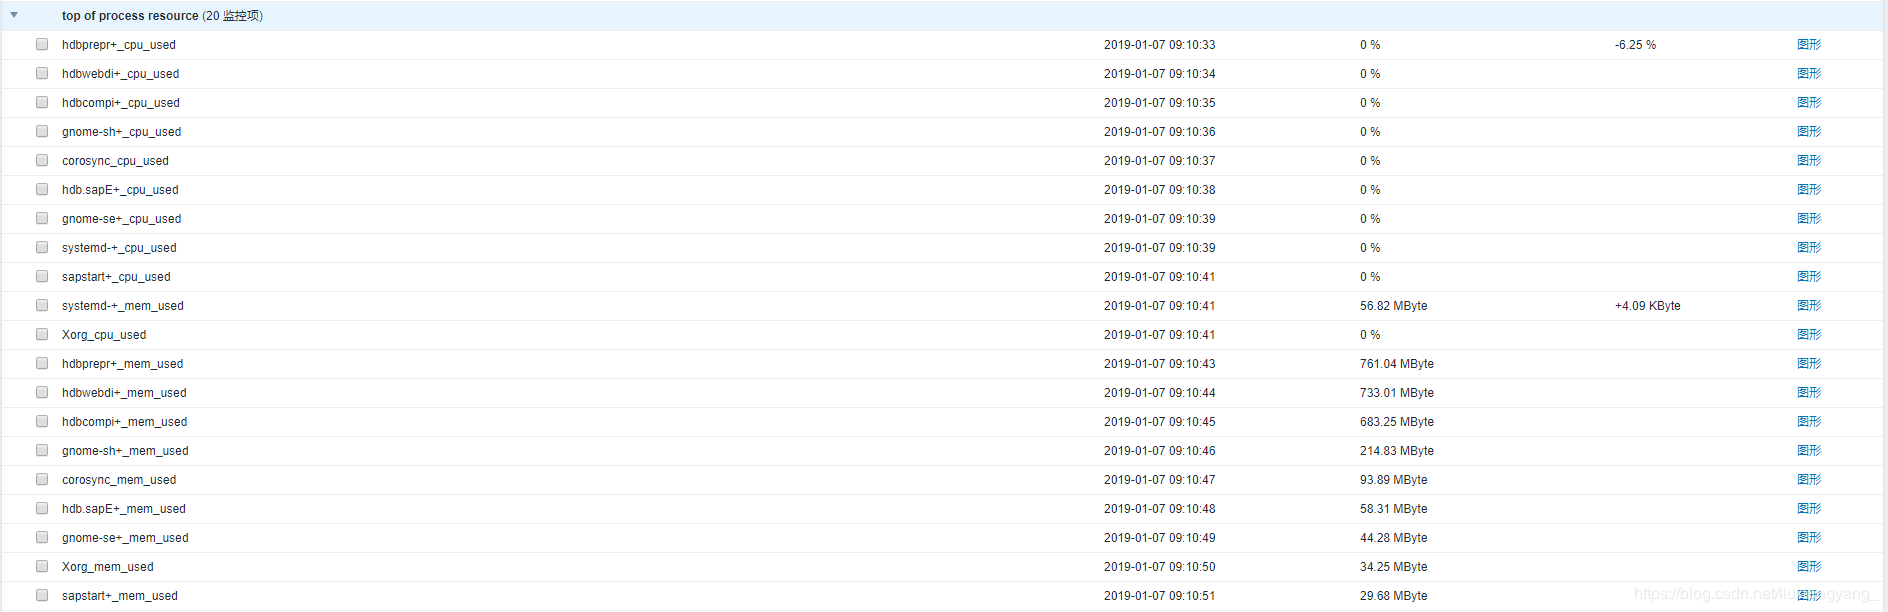 top of process resource (20 监控项)
hdbprepr+_cpu_used 2019-01-07 09:10:33 0 % -6.25 % 图形
hdbwebdi+_cpu_used 2019-01-07 09:10:34 0 % 图形
hdbcompi+_cpu_used 2019-01-07 09:10:35 0 % 图形
gnome-sh+_cpu_used 2019-01-07 09:10:36 0 % 图形
corosync_cpu_used 2019-01-07 09:10:37 0 % 图形
hdb.sapE+_cpu_used 2019-01-07 09:10:38 0 % 图形
gnome-se+_cpu_used 2019-01-07 09:10:39 0 % 图形
systemd-+_cpu_used 2019-01-07 09:10:39 0 % 图形
sapstart+_cpu_used 2019-01-07 09:10:41 0 % 图形
systemd-+_mem_used 2019-01-07 09:10:41 56.82 MByte +4.09 KByte 图形
Xorg_cpu_used 2019-01-07 09:10:41 0 % 图形
hdbprepr+_mem_used 2019-01-07 09:10:43 761.04 MByte 图形
hdbwebdi+_mem_used 2019-01-07 09:10:44 733.01 MByte 图形
hdbcompi+_mem_used 2019-01-07 09:10:45 683.25 MByte 图形
gnome-sh+_mem_used 2019-01-07 09:10:46 214.83 MByte 图形
corosync_mem_used 2019-01-07 09:10:47 93.89 MByte 图形
hdb.sapE+_mem_used 2019-01-07 09:10:48 58.31 MByte 图形
gnome-se+_mem_used 2019-01-07 09:10:49 44.28 MByte 图形
Xorg_mem_used 2019-01-07 09:10:50 34.25 MByte 图形
sapstart+_mem_used 2019-01-07 09:10:51 29.68 MByte 图形